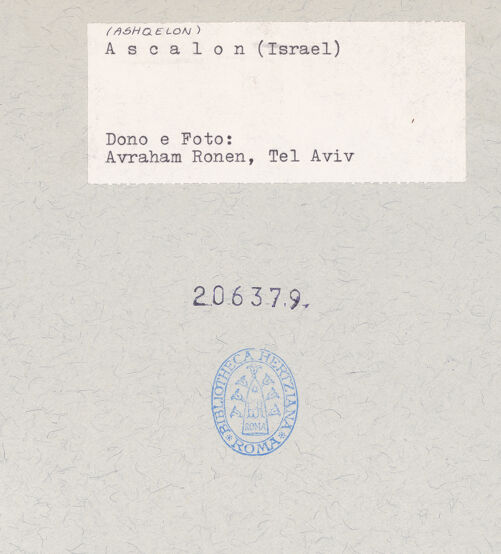 (ASHQELON)
A s c a l o n (Israel)
Dono e Foto:
Avraham Ronen, Tel Aviv
206379.
*BIBLIOTHECA HERTZIANA*
ROMA
ROMA